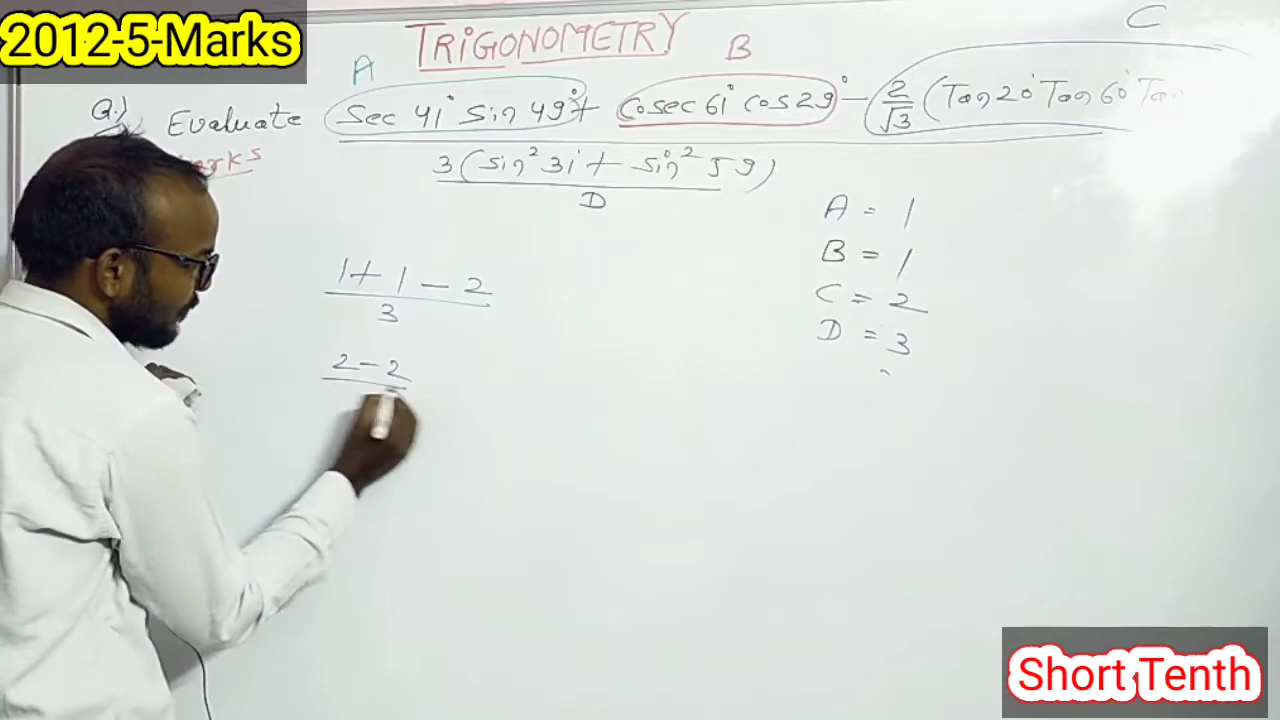 2012-5-Marks
TRIGONOMETRY
A B C
Q.) Evaluate Sec 41° sin 49° + Cosec 61° cos 29° − 2/√3 (Tan 20° Tan 60° Tan
3 (sin² 31 + sin² 59°)
D
A = 1
B = 1
C = 2
D = 3
1 + 1 − 2
3
2 − 2
Short Tenth